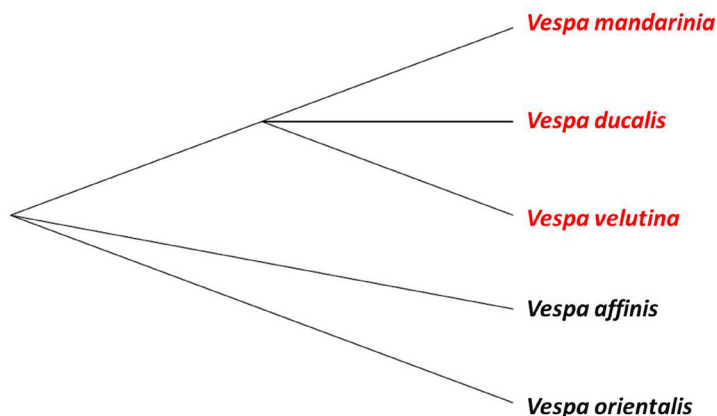 Vespa mandarinia
Vespa ducalis
Vespa velutina
Vespa affinis
Vespa orientalis